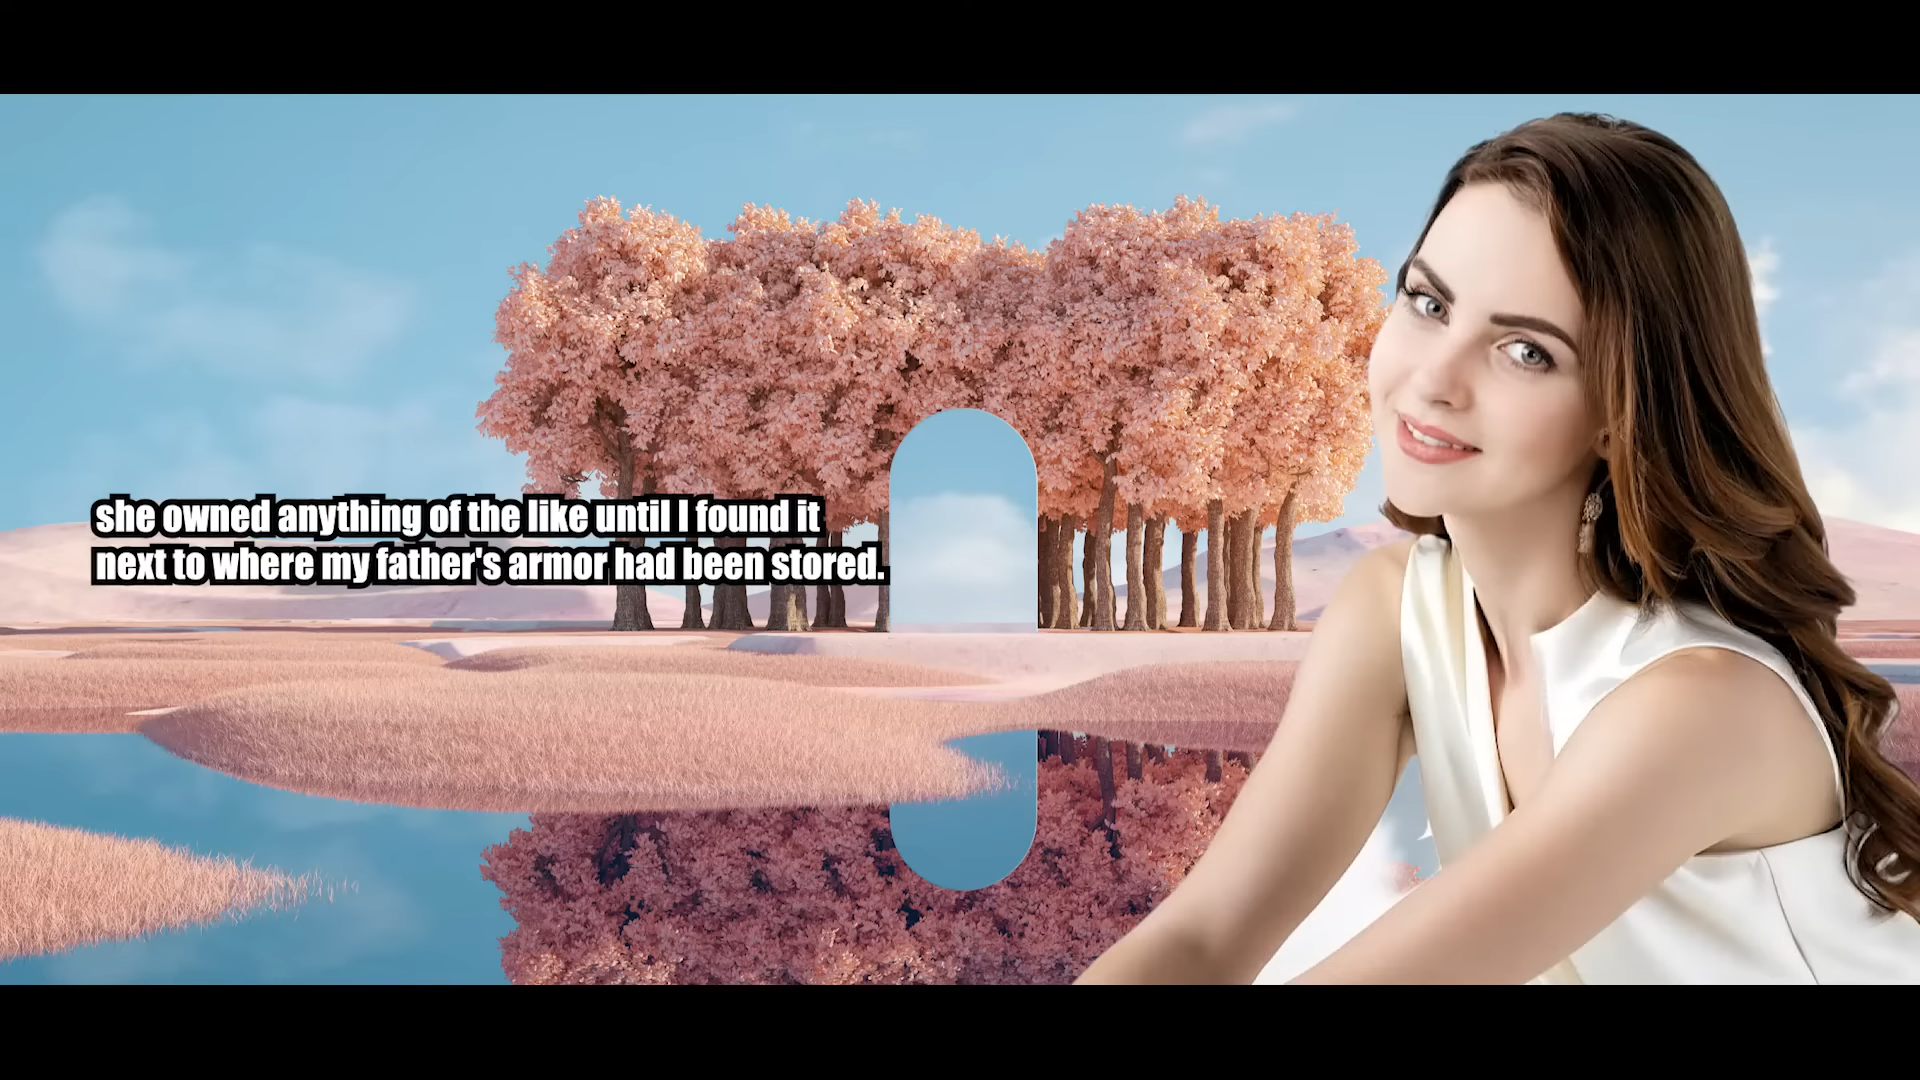 she owned anything of the like until I found it
next to where my father's armor had been stored.